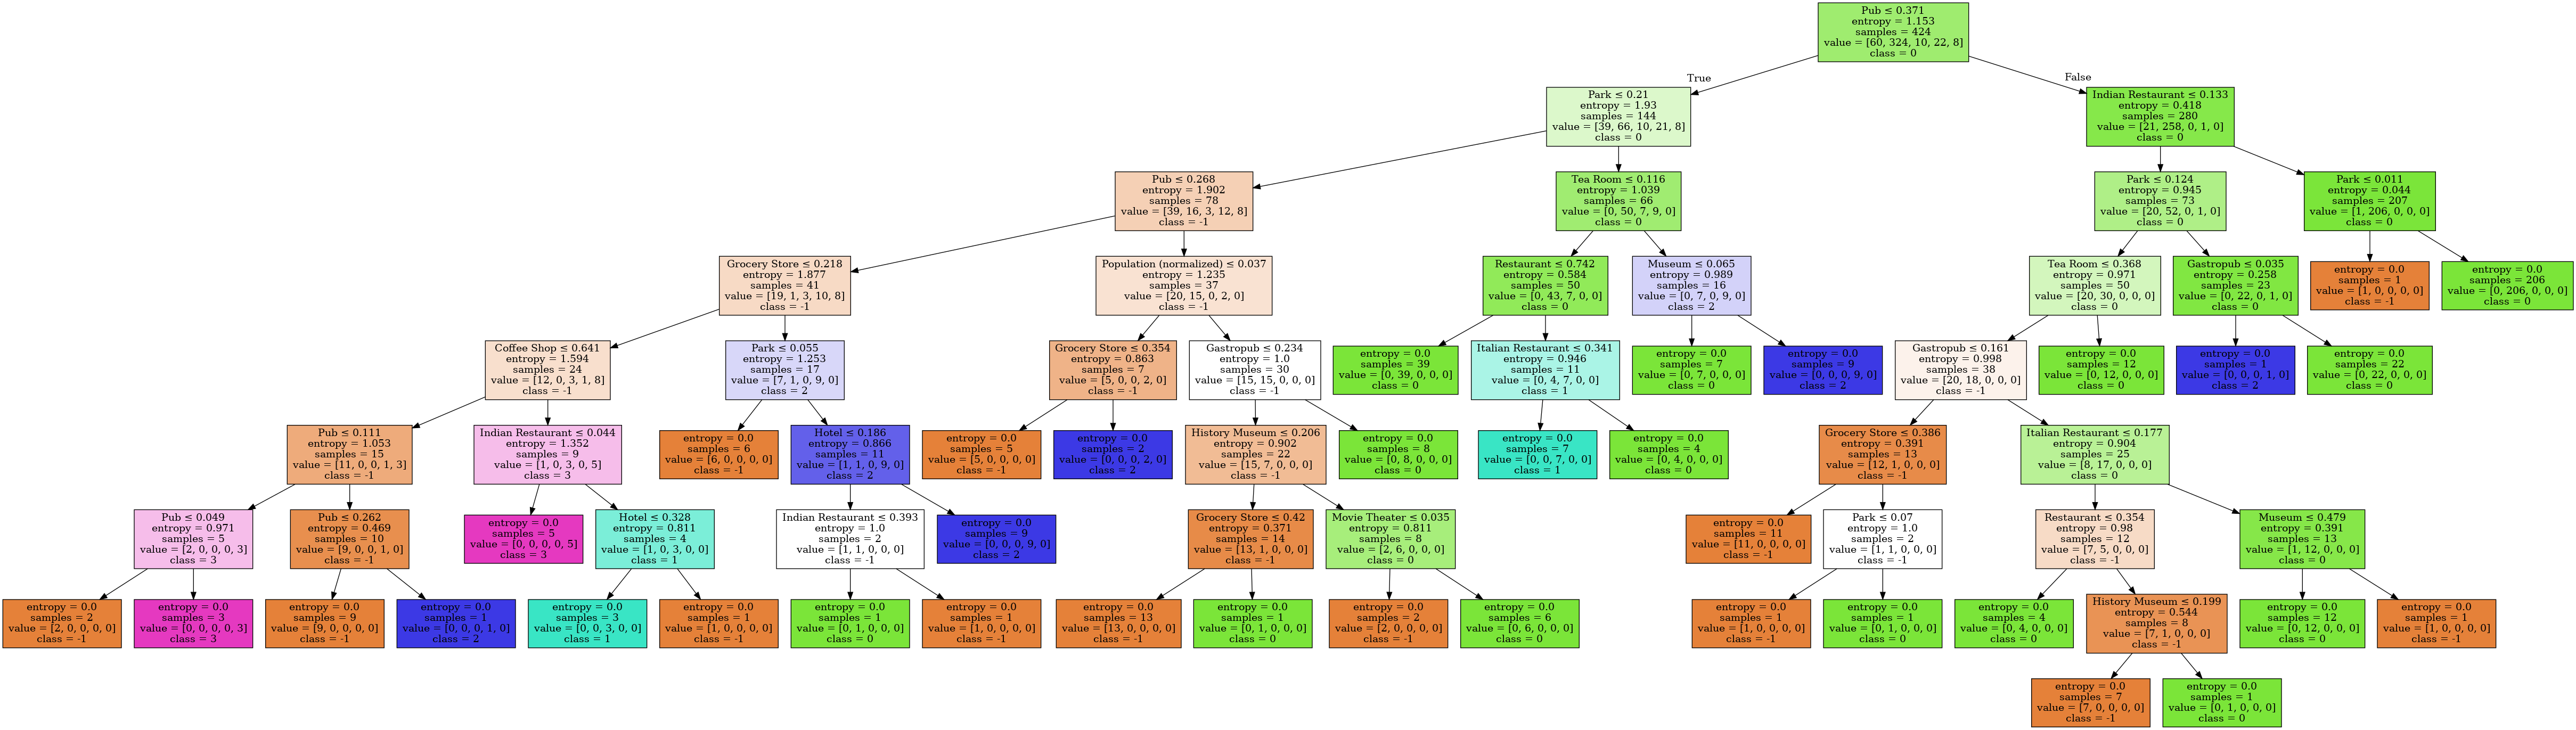 Pub ≤ 0.371
entropy = 1.153
samples = 424
value = [60, 324, 10, 22, 8]
class = 0
True
False
Park ≤ 0.21
entropy = 1.93
samples = 144
value = [39, 66, 10, 21, 8]
class = 0
Indian Restaurant ≤ 0.133
entropy = 0.418
samples = 280
value = [21, 258, 0, 1, 0]
class = 0
Pub ≤ 0.268
entropy = 1.902
samples = 78
value = [39, 16, 3, 12, 8]
class = -1
Tea Room ≤ 0.116
entropy = 1.039
samples = 66
value = [0, 50, 7, 9, 0]
class = 0
Park ≤ 0.124
entropy = 0.945
samples = 73
value = [20, 52, 0, 1, 0]
class = 0
Park ≤ 0.011
entropy = 0.044
samples = 207
value = [1, 206, 0, 0, 0]
class = 0
Grocery Store ≤ 0.218
entropy = 1.877
samples = 41
value = [19, 1, 3, 10, 8]
class = -1
Population (normalized) ≤ 0.037
entropy = 1.235
samples = 37
value = [20, 15, 0, 2, 0]
class = -1
Restaurant ≤ 0.742
entropy = 0.584
samples = 50
value = [0, 43, 7, 0, 0]
class = 0
Museum ≤ 0.065
entropy = 0.989
samples = 16
value = [0, 7, 0, 9, 0]
class = 2
Tea Room ≤ 0.368
entropy = 0.971
samples = 50
value = [20, 30, 0, 0, 0]
class = 0
Gastropub ≤ 0.035
entropy = 0.258
samples = 23
value = [0, 22, 0, 1, 0]
class = 0
entropy = 0.0
samples = 1
value = [1, 0, 0, 0, 0]
class = -1
entropy = 0.0
samples = 206
value = [0, 206, 0, 0, 0]
class = 0
Coffee Shop ≤ 0.641
entropy = 1.594
samples = 24
value = [12, 0, 3, 1, 8]
class = -1
Park ≤ 0.055
entropy = 1.253
samples = 17
value = [7, 1, 0, 9, 0]
class = 2
Grocery Store ≤ 0.354
entropy = 0.863
samples = 7
value = [5, 0, 0, 2, 0]
class = -1
Gastropub ≤ 0.234
entropy = 1.0
samples = 30
value = [15, 15, 0, 0, 0]
class = -1
entropy = 0.0
samples = 39
value = [0, 39, 0, 0, 0]
class = 0
Italian Restaurant ≤ 0.341
entropy = 0.946
samples = 11
value = [0, 4, 7, 0, 0]
class = 1
entropy = 0.0
samples = 7
value = [0, 7, 0, 0, 0]
class = 0
entropy = 0.0
samples = 9
value = [0, 0, 0, 9, 0]
class = 2
Gastropub ≤ 0.161
entropy = 0.998
samples = 38
value = [20, 18, 0, 0, 0]
class = -1
entropy = 0.0
samples = 12
value = [0, 12, 0, 0, 0]
class = 0
entropy = 0.0
samples = 1
value = [0, 0, 0, 1, 0]
class = 2
entropy = 0.0
samples = 22
value = [0, 22, 0, 0, 0]
class = 0
Pub ≤ 0.111
entropy = 1.053
samples = 15
value = [11, 0, 0, 1, 3]
class = -1
Indian Restaurant ≤ 0.044
entropy = 1.352
samples = 9
value = [1, 0, 3, 0, 5]
class = 3
entropy = 0.0
samples = 6
value = [6, 0, 0, 0, 0]
class = -1
Hotel ≤ 0.186
entropy = 0.866
samples = 11
value = [1, 1, 0, 9, 0]
class = 2
entropy = 0.0
samples = 5
value = [5, 0, 0, 0, 0]
class = -1
entropy = 0.0
samples = 2
value = [0, 0, 0, 2, 0]
class = 2
History Museum ≤ 0.206
entropy = 0.902
samples = 22
value = [15, 7, 0, 0, 0]
class = -1
entropy = 0.0
samples = 8
value = [0, 8, 0, 0, 0]
class = 0
entropy = 0.0
samples = 7
value = [0, 0, 7, 0, 0]
class = 1
entropy = 0.0
samples = 4
value = [0, 4, 0, 0, 0]
class = 0
Grocery Store ≤ 0.386
entropy = 0.391
samples = 13
value = [12, 1, 0, 0, 0]
class = -1
Italian Restaurant ≤ 0.177
entropy = 0.904
samples = 25
value = [8, 17, 0, 0, 0]
class = 0
Pub ≤ 0.049
entropy = 0.971
samples = 5
value = [2, 0, 0, 0, 3]
class = 3
Pub ≤ 0.262
entropy = 0.469
samples = 10
value = [9, 0, 0, 1, 0]
class = -1
entropy = 0.0
samples = 5
value = [0, 0, 0, 0, 5]
class = 3
Hotel ≤ 0.328
entropy = 0.811
samples = 4
value = [1, 0, 3, 0, 0]
class = 1
Indian Restaurant ≤ 0.393
entropy = 1.0
samples = 2
value = [1, 1, 0, 0, 0]
class = -1
entropy = 0.0
samples = 9
value = [0, 0, 0, 9, 0]
class = 2
Grocery Store ≤ 0.42
entropy = 0.371
samples = 14
value = [13, 1, 0, 0, 0]
class = -1
Movie Theater ≤ 0.035
entropy = 0.811
samples = 8
value = [2, 6, 0, 0, 0]
class = 0
entropy = 0.0
samples = 11
value = [11, 0, 0, 0, 0]
class = -1
Park ≤ 0.07
entropy = 1.0
samples = 2
value = [1, 1, 0, 0, 0]
class = -1
Restaurant ≤ 0.354
entropy = 0.98
samples = 12
value = [7, 5, 0, 0, 0]
class = -1
Museum ≤ 0.479
entropy = 0.391
samples = 13
value = [1, 12, 0, 0, 0]
class = 0
entropy = 0.0
samples = 2
value = [2, 0, 0, 0, 0]
class = -1
entropy = 0.0
samples = 3
value = [0, 0, 0, 0, 3]
class = 3
entropy = 0.0
samples = 9
value = [9, 0, 0, 0, 0]
class = -1
entropy = 0.0
samples = 1
value = [0, 0, 0, 1, 0]
class = 2
entropy = 0.0
samples = 3
value = [0, 0, 3, 0, 0]
class = 1
entropy = 0.0
samples = 1
value = [1, 0, 0, 0, 0]
class = -1
entropy = 0.0
samples = 1
value = [0, 1, 0, 0, 0]
class = 0
entropy = 0.0
samples = 1
value = [1, 0, 0, 0, 0]
class = -1
entropy = 0.0
samples = 13
value = [13, 0, 0, 0, 0]
class = -1
entropy = 0.0
samples = 1
value = [0, 1, 0, 0, 0]
class = 0
entropy = 0.0
samples = 2
value = [2, 0, 0, 0, 0]
class = -1
entropy = 0.0
samples = 6
value = [0, 6, 0, 0, 0]
class = 0
entropy = 0.0
samples = 1
value = [1, 0, 0, 0, 0]
class = -1
entropy = 0.0
samples = 1
value = [0, 1, 0, 0, 0]
class = 0
entropy = 0.0
samples = 4
value = [0, 4, 0, 0, 0]
class = 0
History Museum ≤ 0.199
entropy = 0.544
samples = 8
value = [7, 1, 0, 0, 0]
class = -1
entropy = 0.0
samples = 12
value = [0, 12, 0, 0, 0]
class = 0
entropy = 0.0
samples = 1
value = [1, 0, 0, 0, 0]
class = -1
entropy = 0.0
samples = 7
value = [7, 0, 0, 0, 0]
class = -1
entropy = 0.0
samples = 1
value = [0, 1, 0, 0, 0]
class = 0